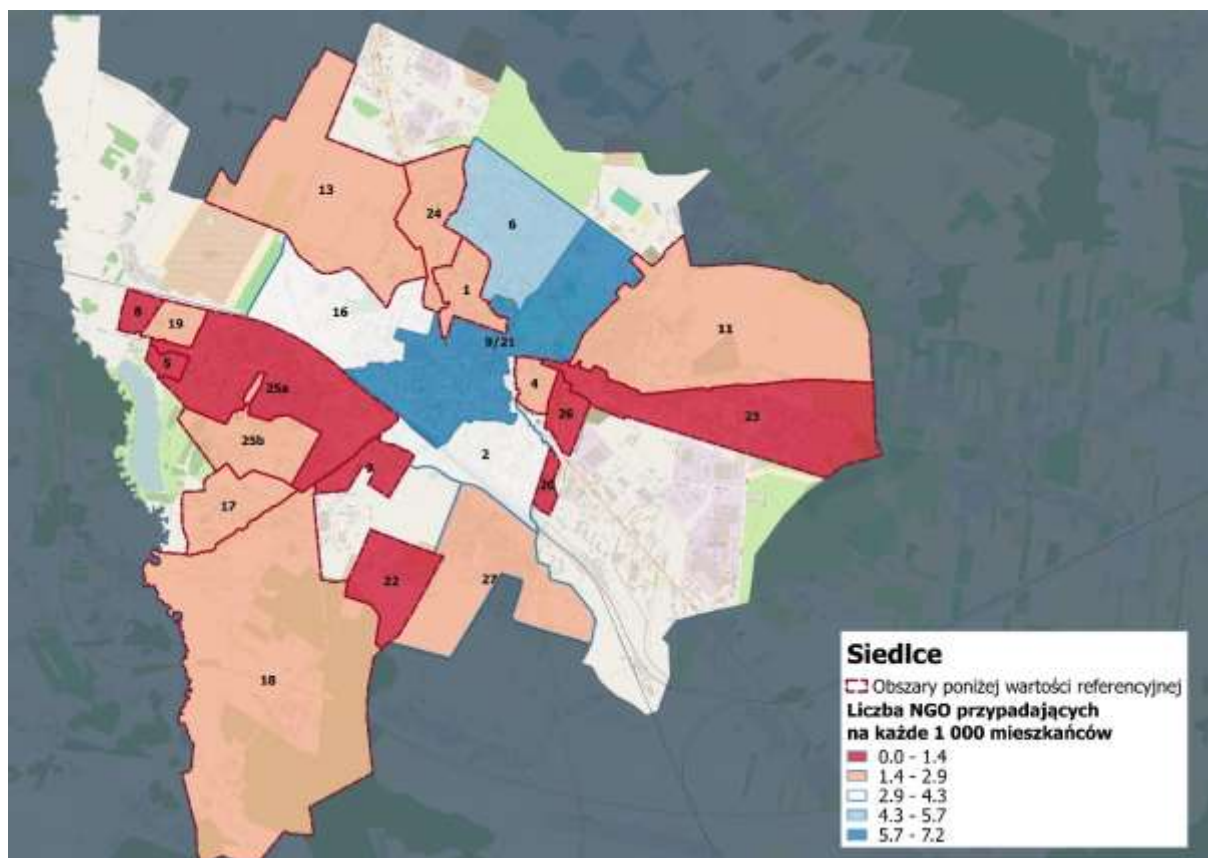 13
24
6
1
16
8
19
9/21
11
5
4
25a
26
23
25b
2
3
20
17
22
27
18
Siedlce
Obszary poniżej wartości referencyjnej
Liczba NGO przypadających
na każde 1 000 mieszkańców
0.0 - 1.4
1.4 - 2.9
2.9 - 4.3
4.3 - 5.7
5.7 - 7.2